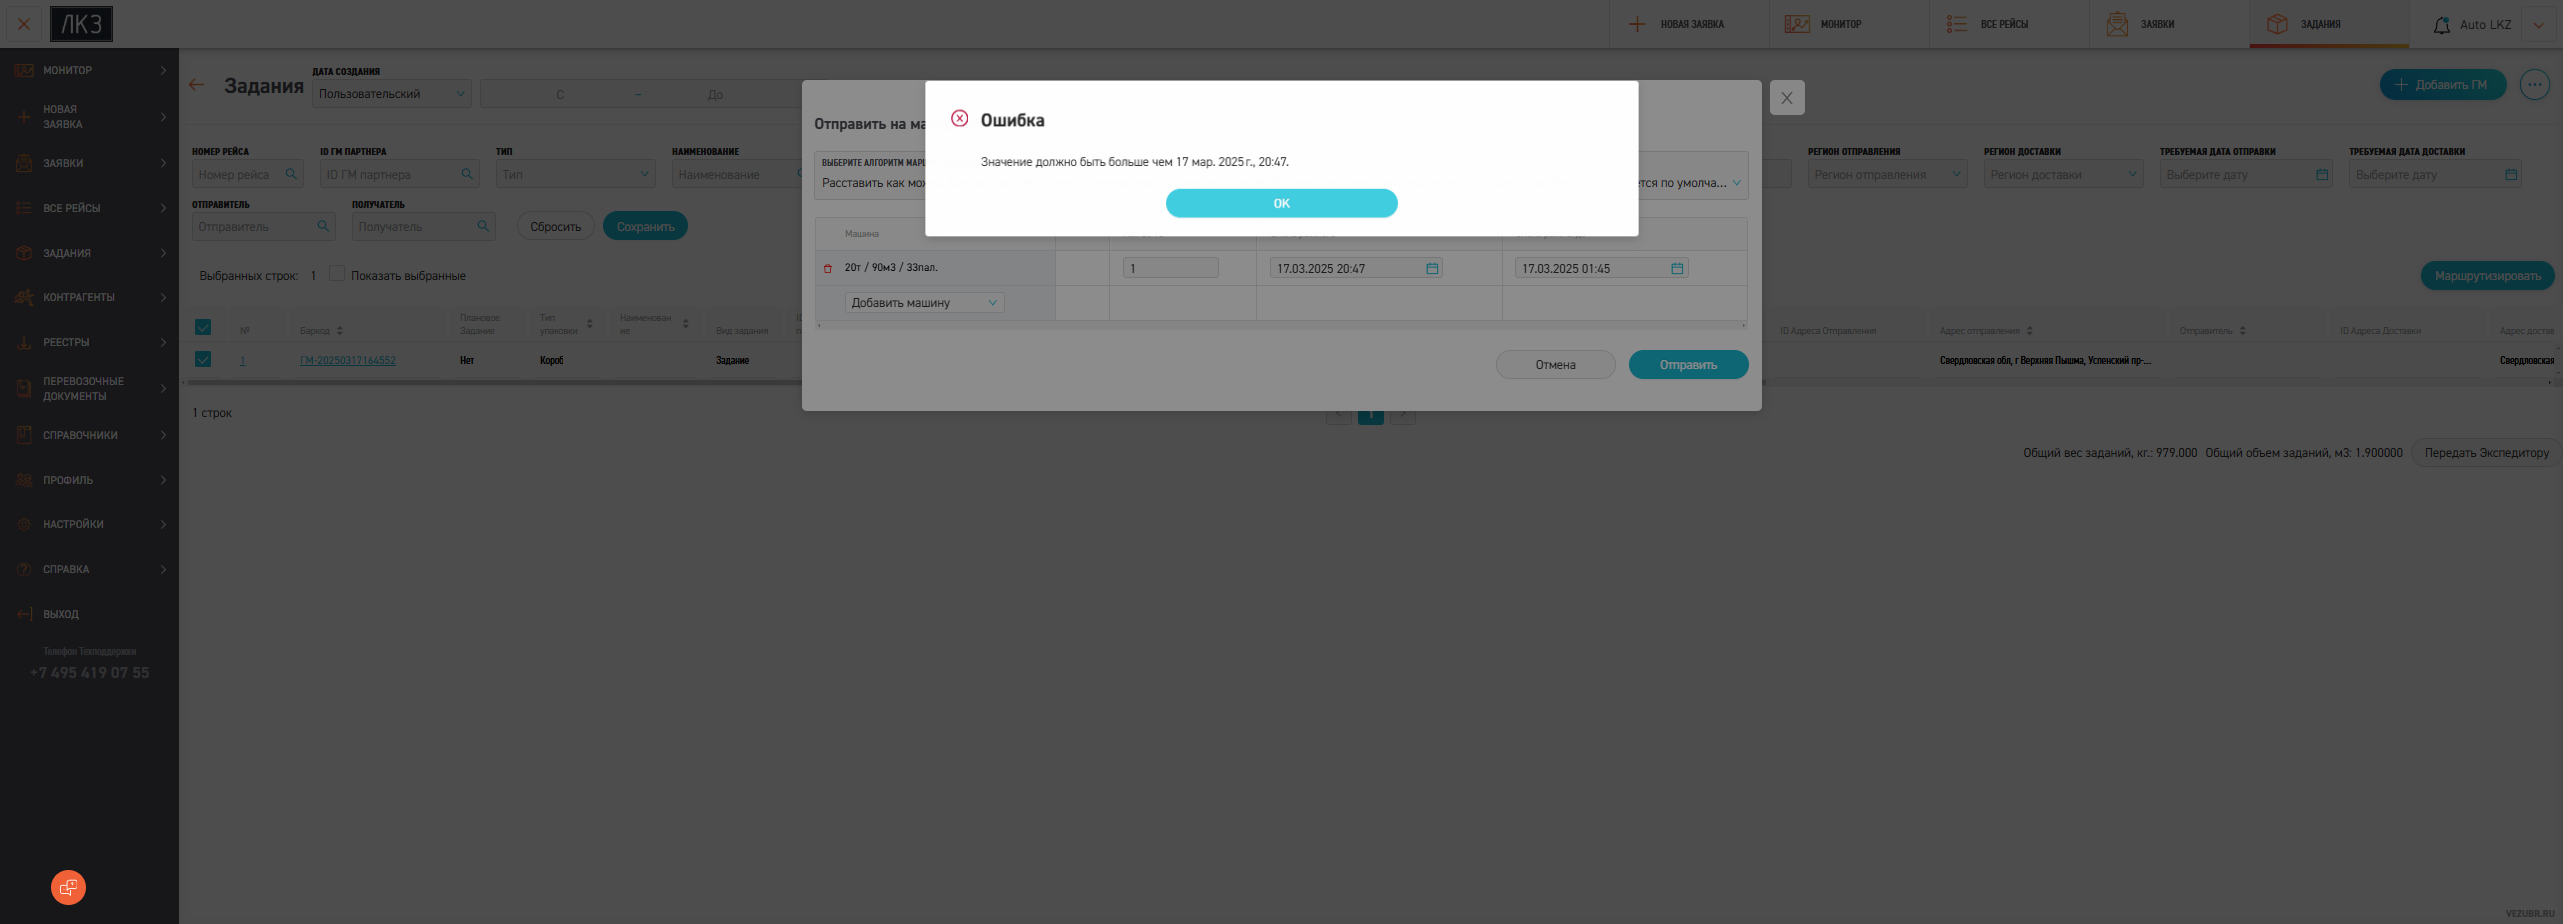 ЛКЗ
НОВАЯ ЗАЯВКА
МОНИТОР
ВСЕ РЕЙСЫ
ЗАЯВКИ
ЗАДАНИЯ
Auto LKZ
МОНИТОР
НОВАЯ
ЗАЯВКА
ЗАЯВКИ
ВСЕ РЕЙСЫ
ЗАДАНИЯ
КОНТРАГЕНТЫ
РЕЕСТРЫ
ПЕРЕВОЗОЧНЫЕ
ДОКУМЕНТЫ
СПРАВОЧНИКИ
ПРОФИЛЬ
НАСТРОЙКИ
СПРАВКА
ВЫХОД
Телефон Техподдержки
+7 495 419 07 55
Задания
ДАТА СОЗДАНИЯ
Пользовательский
С – До
Добавить ГМ
НОМЕР РЕЙСА
Номер рейса
ID ГМ ПАРТНЕРА
ID ГМ партнера
ТИП
Тип
НАИМЕНОВАНИЕ
Наименование
РЕГИОН ОТПРАВЛЕНИЯ
Регион отправления
РЕГИОН ДОСТАВКИ
Регион доставки
ТРЕБУЕМАЯ ДАТА ОТПРАВКИ
Выберите дату
ТРЕБУЕМАЯ ДАТА ДОСТАВКИ
Выберите дату
ОТПРАВИТЕЛЬ
Отправитель
ПОЛУЧАТЕЛЬ
Получатель
Сбросить
Сохранить
Выбранных строк: 1
Показать выбранные
Маршрутизировать
№
Баркод
Плановое
Задание
Тип
упаковки
Наименован
ие
Вид задания
ID Адреса Отправления
Адрес отправления
Отправитель
ID Адреса Доставки
Адрес достав
1
ГМ-20250317164552
Нет
Короб
Задание
Свердловская обл, г Верхняя Пышма, Успенский пр-...
Свердловская
1 строк
1
Общий вес заданий, кг.: 979.000 Общий объем заданий, м3: 1.900000
Передать Экспедитору
Отправить на ма
ВЫБЕРИТЕ АЛГОРИТМ МАРШ
Расставить как мож
ется по умолча...
Машина
20т / 90м3 / 33пал.
1
17.03.2025 20:47
17.03.2025 01:45
Добавить машину
Отмена
Отправить
Ошибка
Значение должно быть больше чем 17 мар. 2025 г., 20:47.
OK
VEZUBR.RU